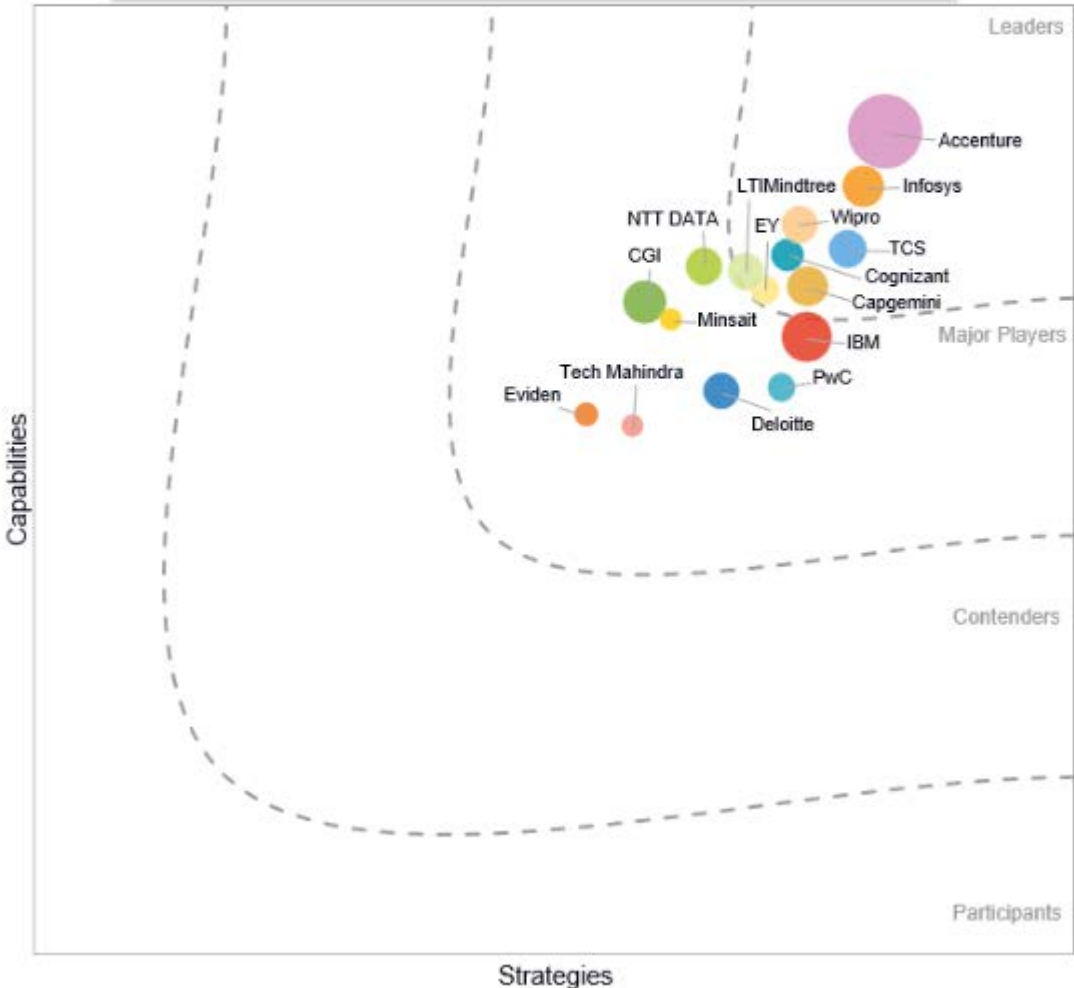 Leaders
Accenture
LTIMindtree
Infosys
NTT DATA
EY
Wipro
TCS
CGI
Cognizant
Capgemini
Minsait
Major Players
IBM
Tech Mahindra
PwC
Eviden
Deloitte
Capabilities
Contenders
Participants
Strategies